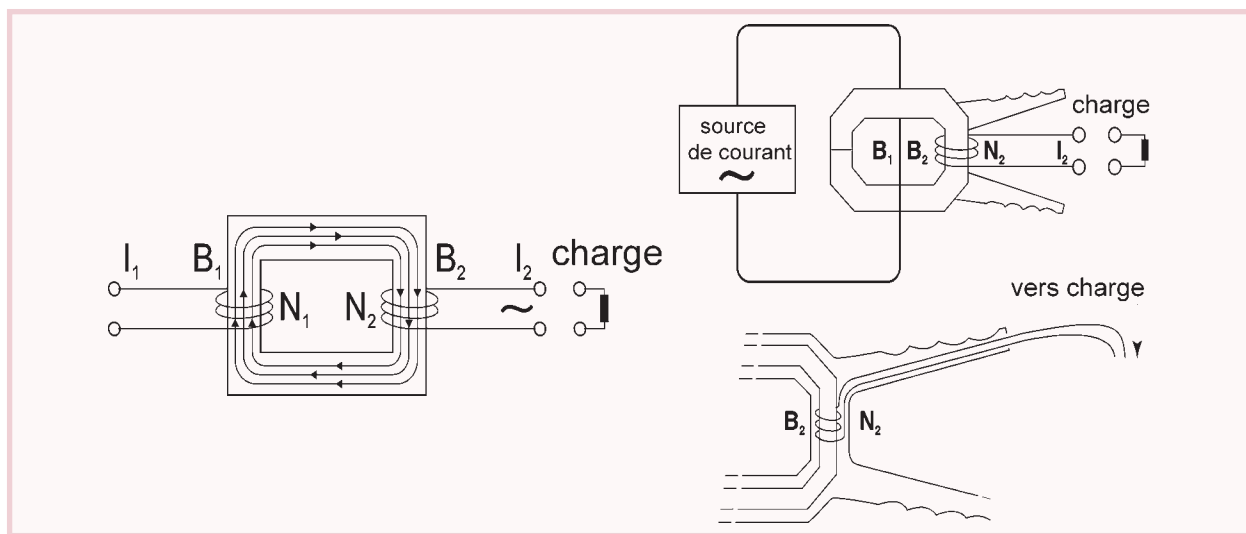 I₁
B₁
N₁
N₂
B₂
I₂
∼
charge
source
de courant
∼
B₁
B₂
N₂
I₂
charge
vers charge
B₂
N₂